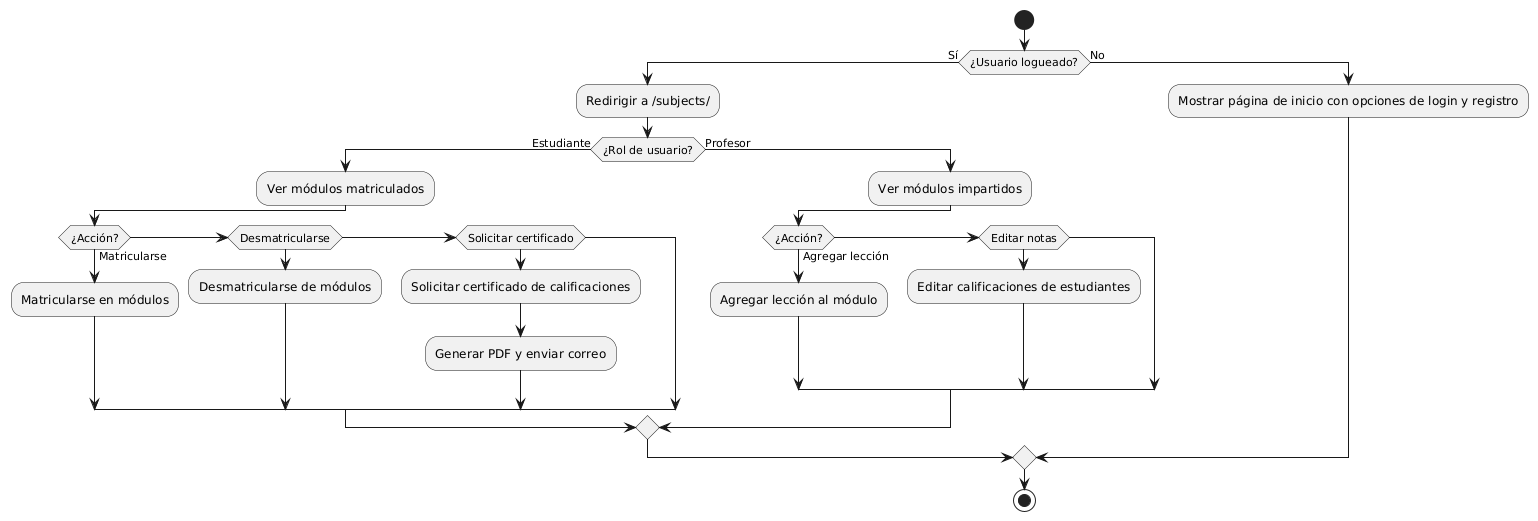 ¿Usuario logueado?
Sí
No
Redirigir a /subjects/
Mostrar página de inicio con opciones de login y registro
¿Rol de usuario?
Estudiante
Profesor
Ver módulos matriculados
Ver módulos impartidos
¿Acción?
Matricularse
Desmatricularse
Solicitar certificado
¿Acción?
Agregar lección
Editar notas
Matricularse en módulos
Desmatricularse de módulos
Solicitar certificado de calificaciones
Agregar lección al módulo
Editar calificaciones de estudiantes
Generar PDF y enviar correo